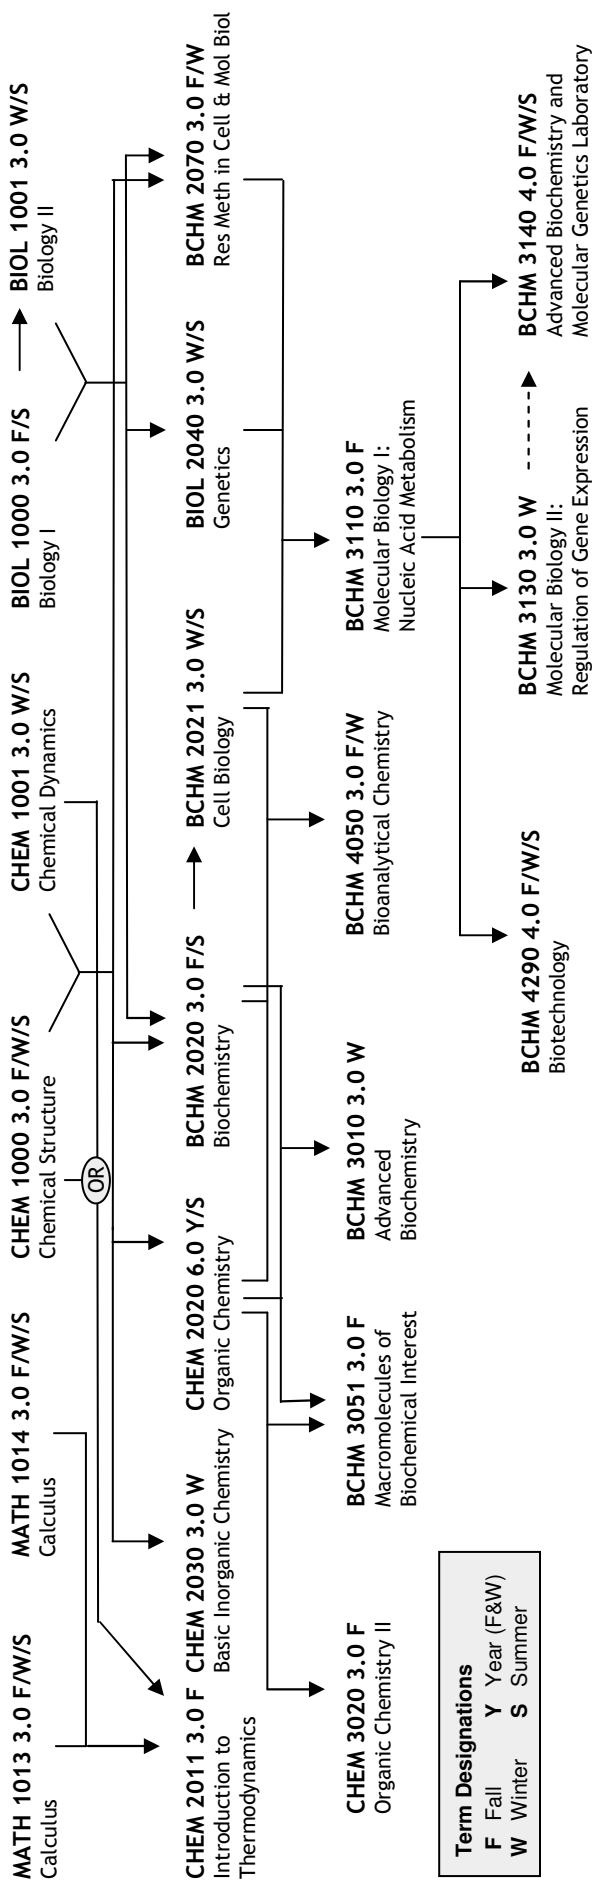 MATH 1013 3.0 F/W/S
Calculus
MATH 1014 3.0 F/W/S
Calculus
CHEM 1000 3.0 F/W/S
Chemical Structure
CHEM 1001 3.0 W/S
Chemical Dynamics
BIOL 1000 3.0 F/S
Biology I
BIOL 1001 3.0 W/S
Biology II
OR
CHEM 2011 3.0 F
Introduction to
Thermodynamics
CHEM 2030 3.0 W
Basic Inorganic Chemistry
CHEM 2020 6.0 Y/S
Organic Chemistry
BCHM 2020 3.0 F/S
Biochemistry
BCHM 2021 3.0 W/S
Cell Biology
BIOL 2040 3.0 W/S
Genetics
BCHM 2070 3.0 F/W
Res Meth in Cell & Mol Biol
CHEM 3020 3.0 F
Organic Chemistry II
BCHM 3051 3.0 F
Macromolecules of
Biochemical Interest
BCHM 3010 3.0 W
Advanced
Biochemistry
BCHM 4050 3.0 F/W
Bioanalytical Chemistry
BCHM 3110 3.0 F
Molecular Biology I:
Nucleic Acid Metabolism
BCHM 4290 4.0 F/W/S
Biotechnology
BCHM 3130 3.0 W
Molecular Biology II:
Regulation of Gene Expression
BCHM 3140 4.0 F/W/S
Advanced Biochemistry and
Molecular Genetics Laboratory
Term Designations
F Fall Y Year (F&W)
W Winter S Summer